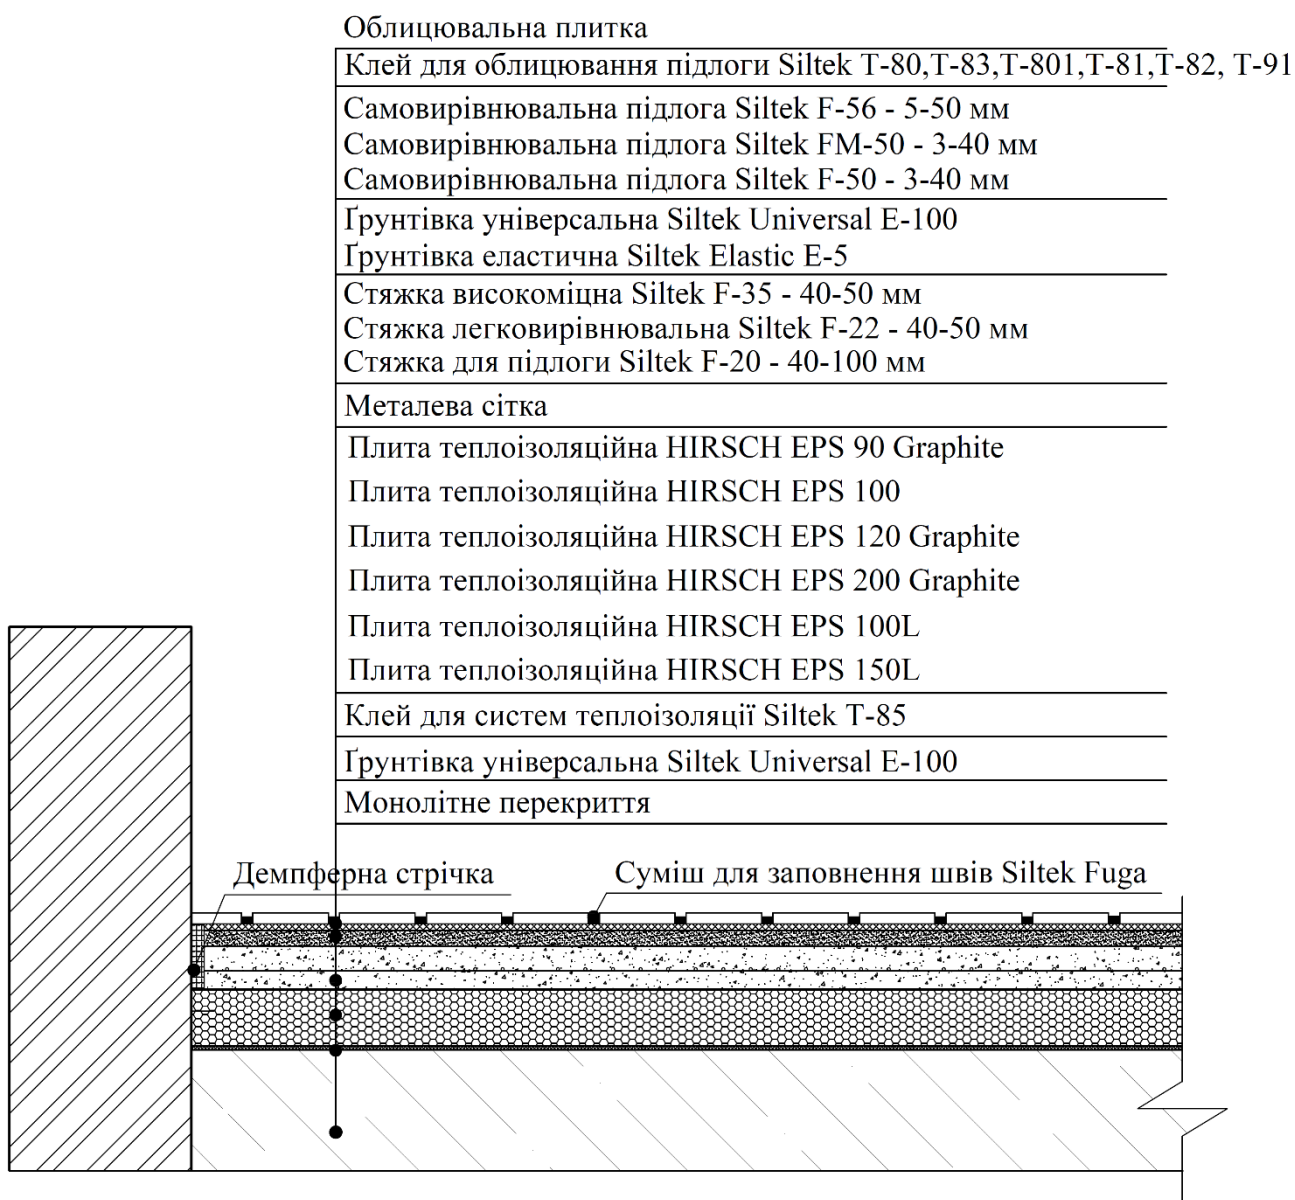 Облицювальна плитка
Клей для облицювання підлоги Siltek T-80,T-83,T-801,T-81,T-82, T-91
Самовирівнювальна підлога Siltek F-56 - 5-50 мм
Самовирівнювальна підлога Siltek FM-50 - 3-40 мм
Самовирівнювальна підлога Siltek F-50 - 3-40 мм
Ґрунтівка універсальна Siltek Universal E-100
Ґрунтівка еластична Siltek Elastic E-5
Стяжка високоміцна Siltek F-35 - 40-50 мм
Стяжка легковирівнювальна Siltek F-22 - 40-50 мм
Стяжка для підлоги Siltek F-20 - 40-100 мм
Металева сітка
Плита теплоізоляційна HIRSCH EPS 90 Graphite
Плита теплоізоляційна HIRSCH EPS 100
Плита теплоізоляційна HIRSCH EPS 120 Graphite
Плита теплоізоляційна HIRSCH EPS 200 Graphite
Плита теплоізоляційна HIRSCH EPS 100L
Плита теплоізоляційна HIRSCH EPS 150L
Клей для систем теплоізоляції Siltek T-85
Ґрунтівка універсальна Siltek Universal E-100
Монолітне перекриття
Демпферна стрічка
Суміш для заповнення швів Siltek Fuga